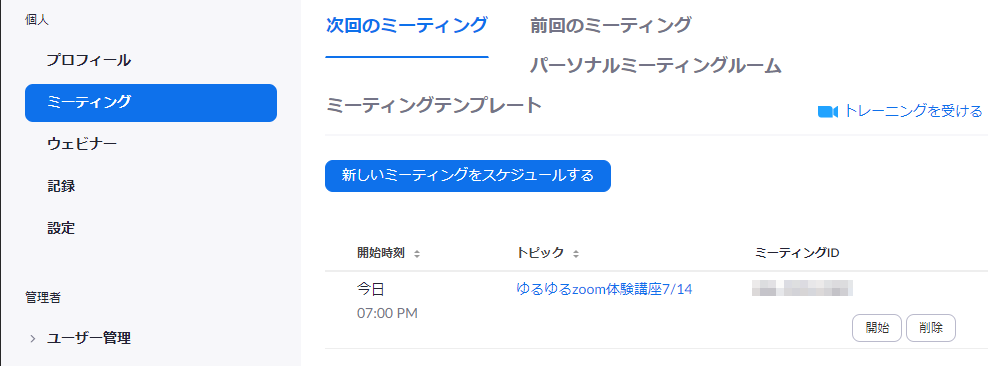 個人
プロフィール
ミーティング
ウェビナー
記録
設定
管理者
ユーザー管理
次回のミーティング
前回のミーティング
パーソナルミーティングルーム
ミーティングテンプレート
トレーニングを受ける
新しいミーティングをスケジュールする
開始時刻 トピック ミーティングID
今日 ゆるゆるzoom体験講座7/14
07:00 PM
開始 削除